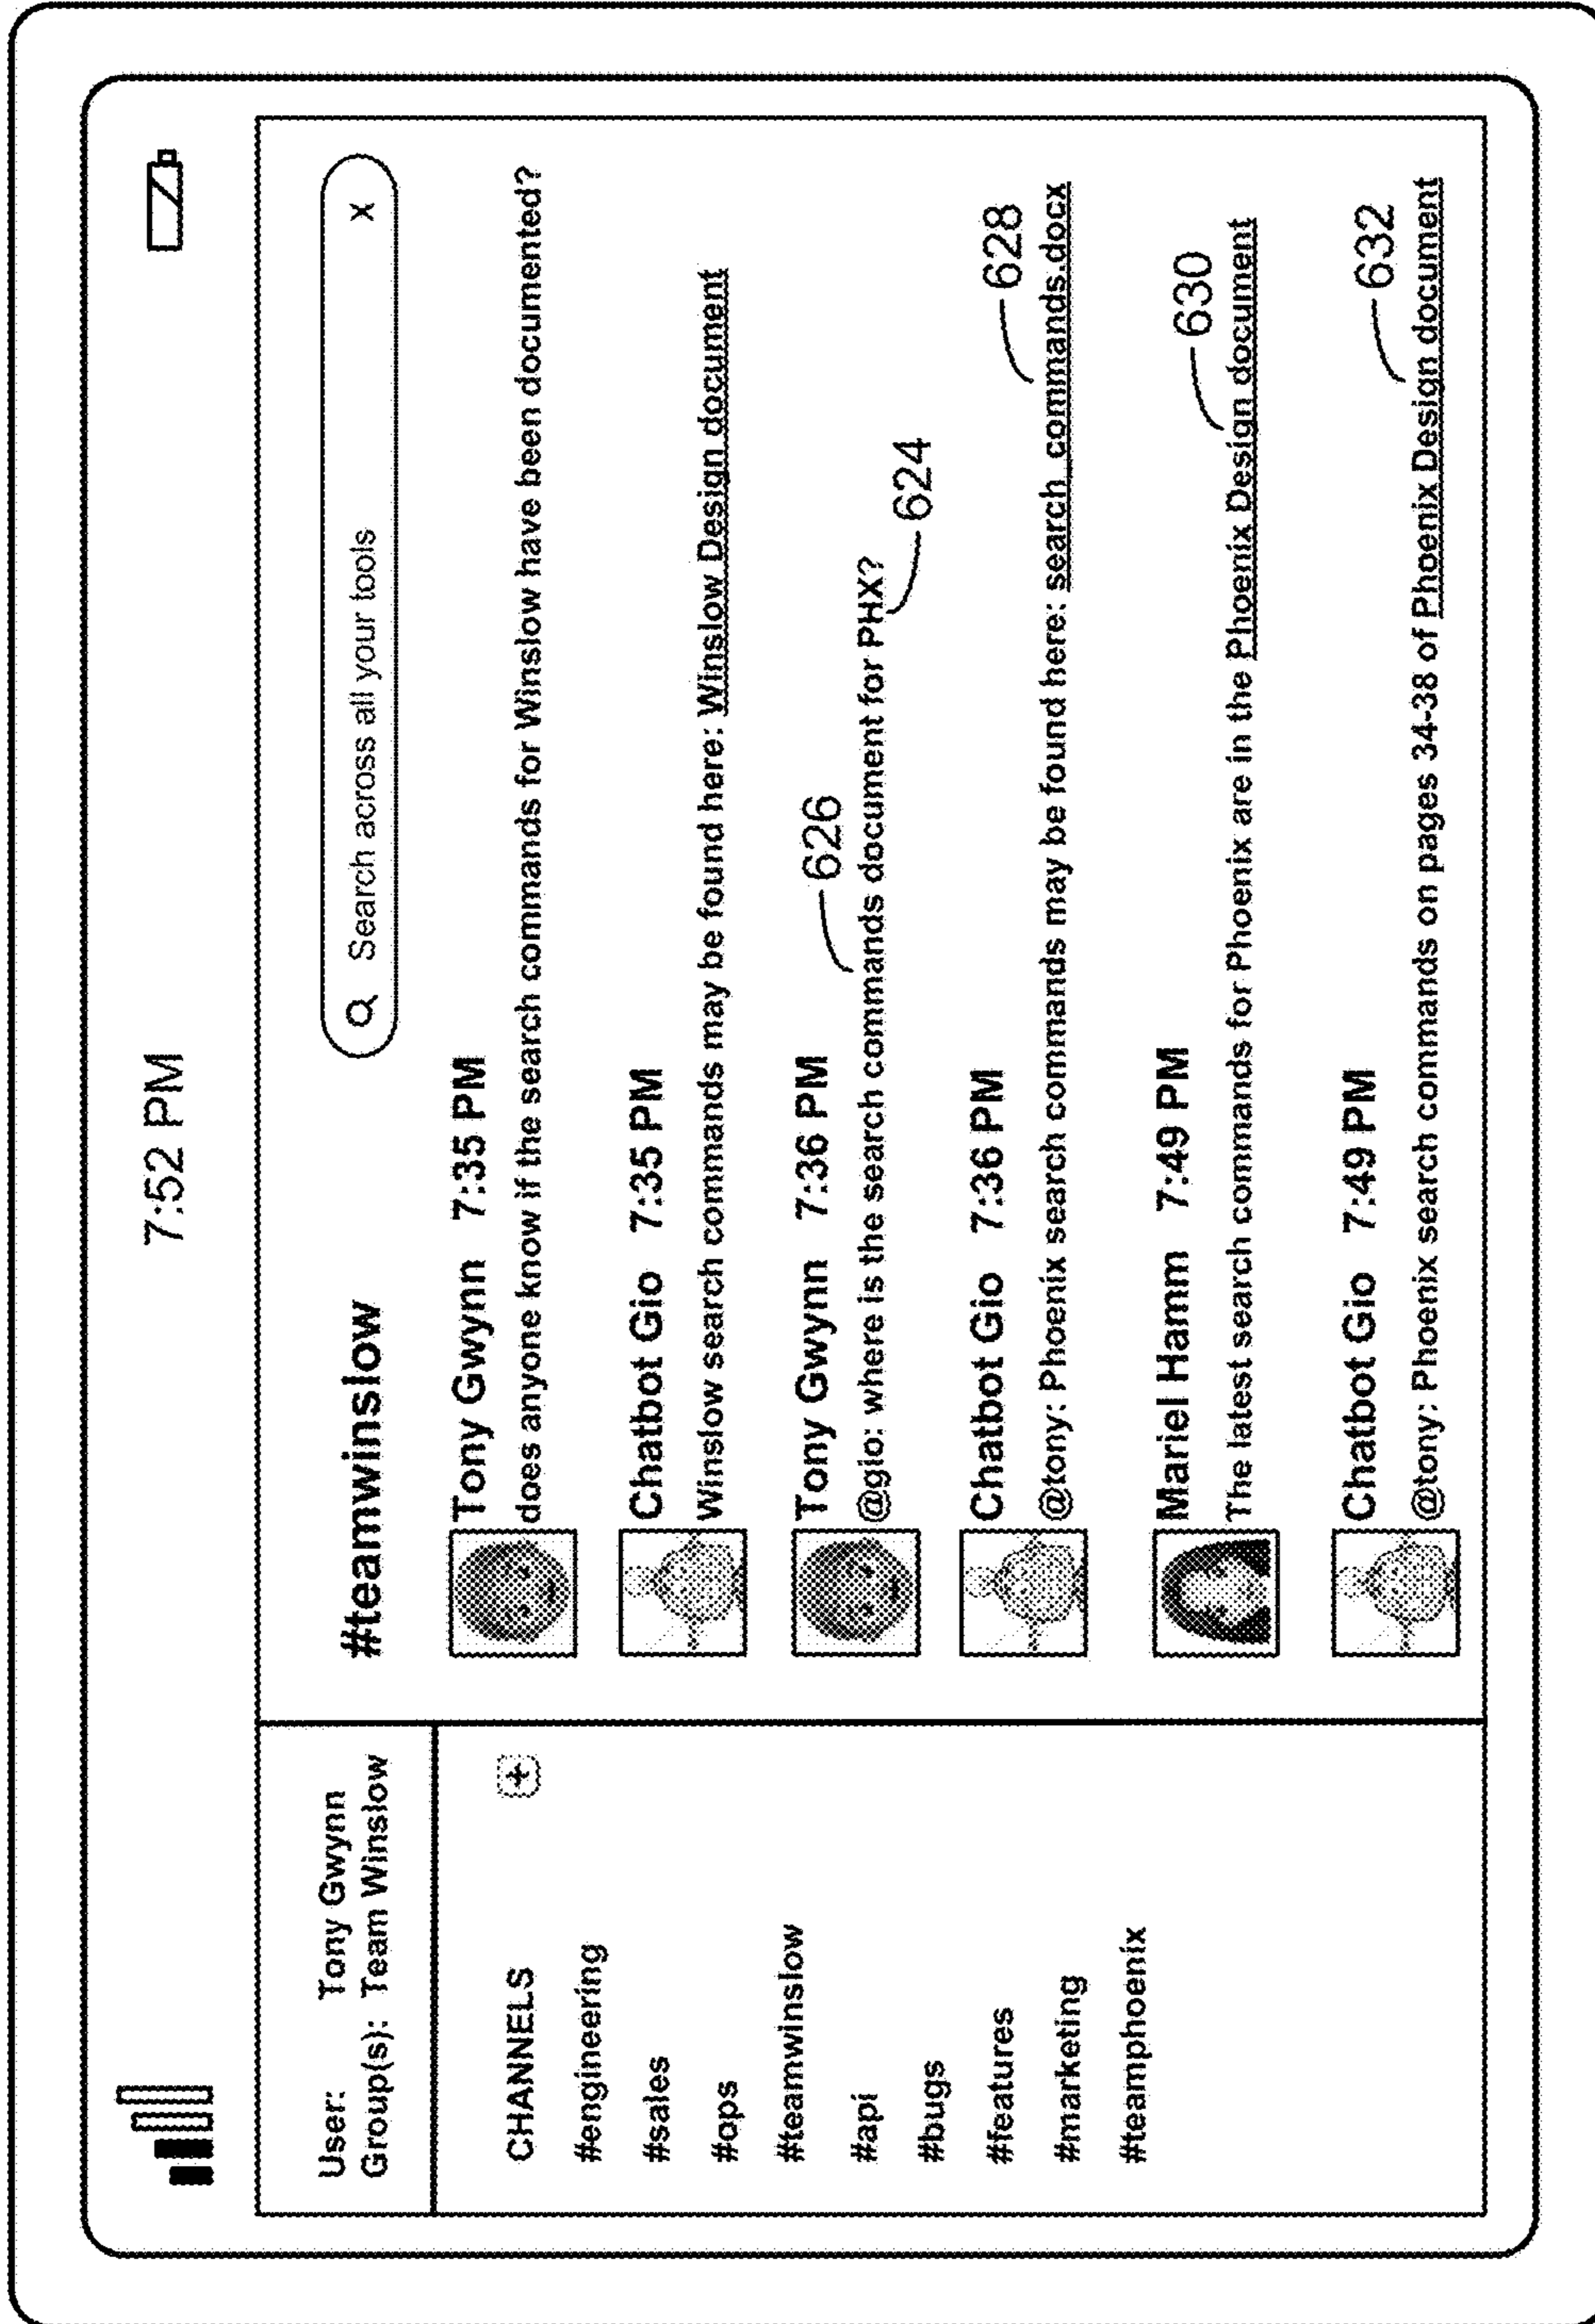 7:52 PM
User: Tony Gwynn
Group(s): Team Winslow
CHANNELS +
#engineering
#sales
#ops
#teamwinslow
#api
#bugs
#features
#marketing
#teamphoenix
#teamwinslow
Search across all your tools X
Tony Gwynn 7:35 PM
does anyone know if the search commands for Winslow have been documented?
Chatbot Gio 7:35 PM
Winslow search commands may be found here: Winslow Design document
Tony Gwynn 7:36 PM
626
@gio: where is the search commands document for PHX?
624
Chatbot Gio 7:36 PM
628
@tony: Phoenix search commands may be found here: search_commands.docx
Mariel Hamm 7:49 PM
630
The latest search commands for Phoenix are in the Phoenix Design document
Chatbot Gio 7:49 PM
632
@tony: Phoenix search commands on pages 34-38 of Phoenix Design document